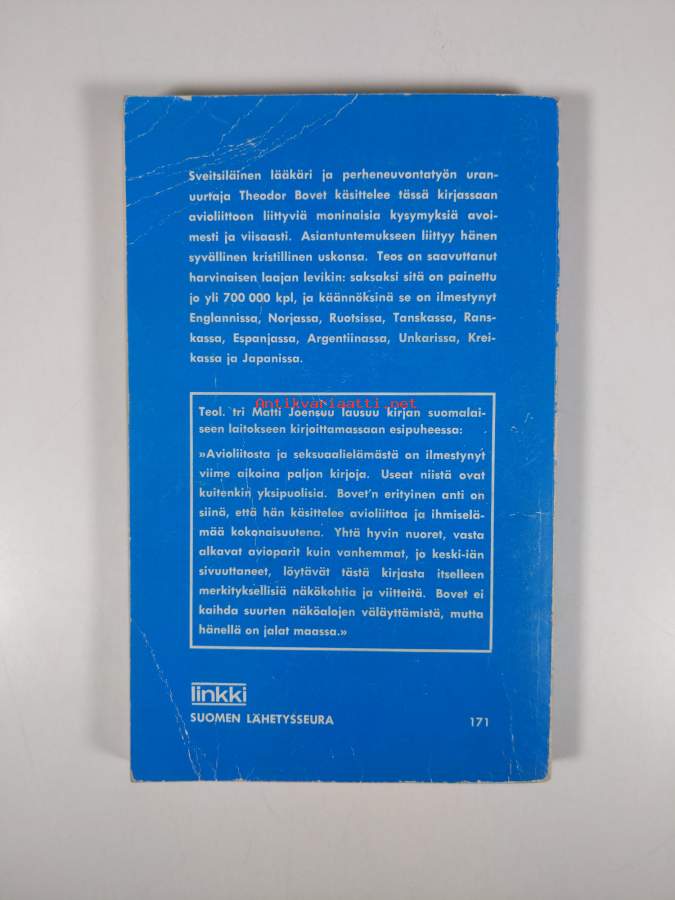 Sveitsiläinen lääkäri ja perheneuvontatyön uran-
uurtaja Theodor Bovet käsittelee tässä kirjassaan
avioliittoon liittyviä moninaisia kysymyksiä avoi-
mesti ja viisaasti. Asiantuntemukseen liittyy hänen
syvällinen kristillinen uskonsa. Teos on saavuttanut
harvinaisen laajan levikin: saksaksi sitä on painettu
jo yli 700 000 kpl, ja käännöksinä se on ilmestynyt
Englannissa, Norjassa, Ruotsissa, Tanskassa, Rans-
kassa, Espanjassa, Argentiinassa, Unkarissa, Krei-
kassa ja Japanissa.
Antikvariaatti.net
Teol. tri Matti Joensuu lausuu kirjan suomalai-
seen laitokseen kirjoittamassaan esipuheessa:
»Avioliitosta ja seksuaalielämästä on ilmestynyt
viime aikoina paljon kirjoja. Useat niistä ovat
kuitenkin yksipuolisia. Bovet'n erityinen anti on
siinä, että hän käsittelee avioliittoa ja ihmiselä-
mää kokonaisuutena. Yhtä hyvin nuoret, vasta
alkavat avioparit kuin vanhemmat, jo keski-iän
sivuuttaneet, löytävät tästä kirjasta itselleen
merkityksellisiä näkökohtia ja viitteitä. Bovet ei
kaihda suurten näköalojen väläyttämistä, mutta
hänellä on jalat maassa.»
linkki
SUOMEN LÄHETYSSEURA 171